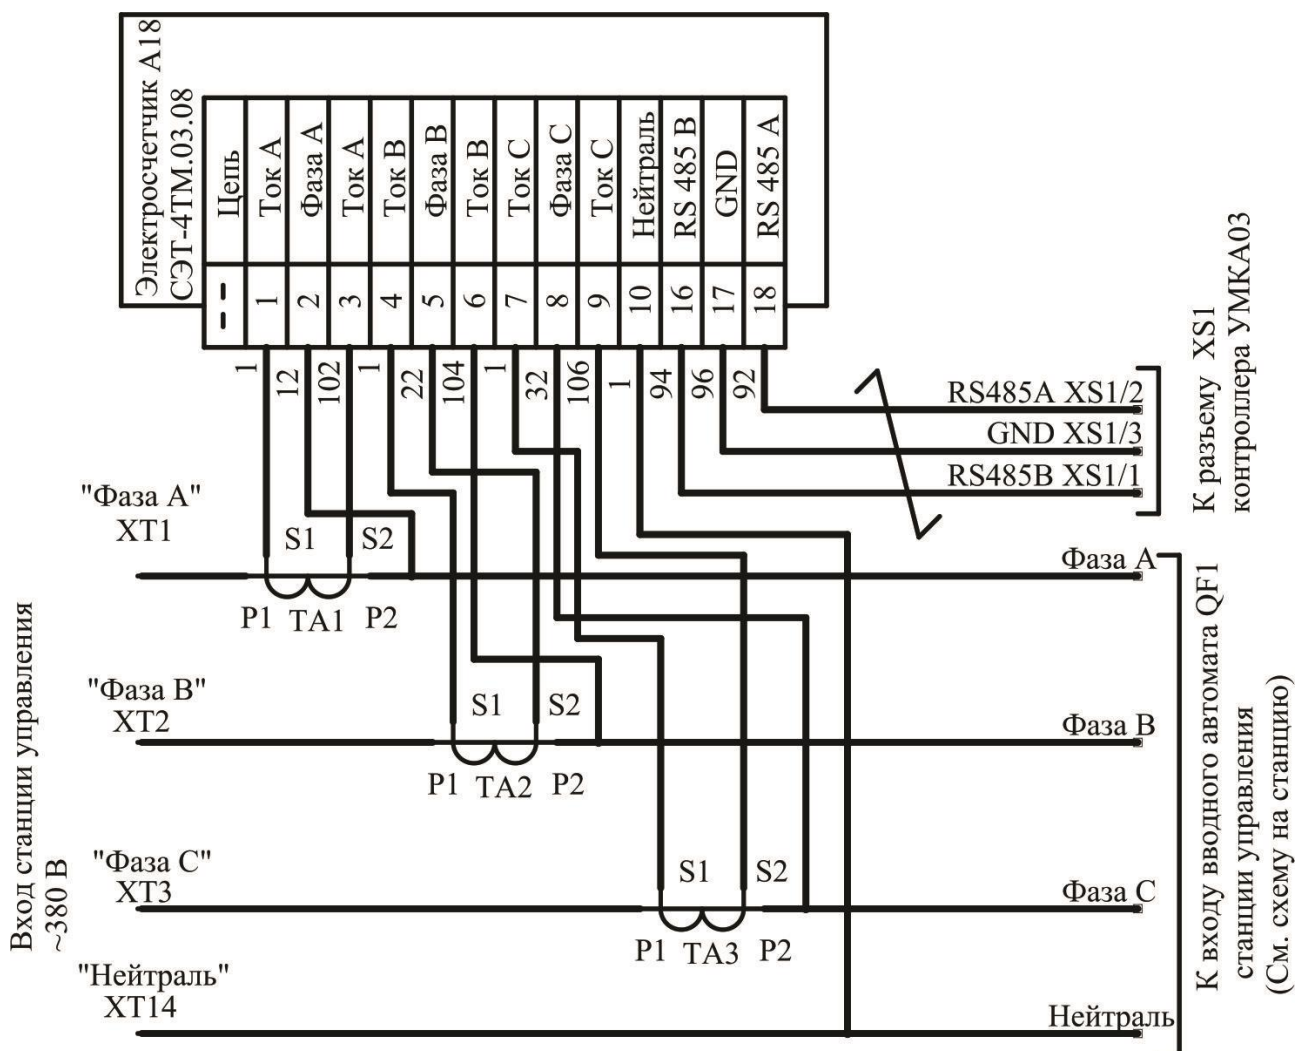 Электросчетчик А18
СЭТ-4ТМ.03.08
Цепь
Ток А
Фаза А
Ток А
Ток В
Фаза В
Ток В
Ток С
Фаза С
Ток С
Нейтраль
RS 485 B
GND
RS 485 A
--
1
2
3
4
5
6
7
8
9
10
16
17
18
1
12
102
1
22
104
1
32
106
1
94
96
92
RS485A XS1/2
GND XS1/3
RS485B XS1/1
К разъему XS1
контроллера УМКА03
"Фаза А"
XT1
S1 S2
Фаза А
P1 TA1 P2
"Фаза В"
XT2
S1 S2
Фаза В
P1 TA2 P2
"Фаза С"
XT3
S1 S2
Фаза С
P1 TA3 P2
"Нейтраль"
XT14
Нейтраль
Вход станции управления
~380 В
К входу вводного автомата QF1
станции управления
(См. схему на станцию)